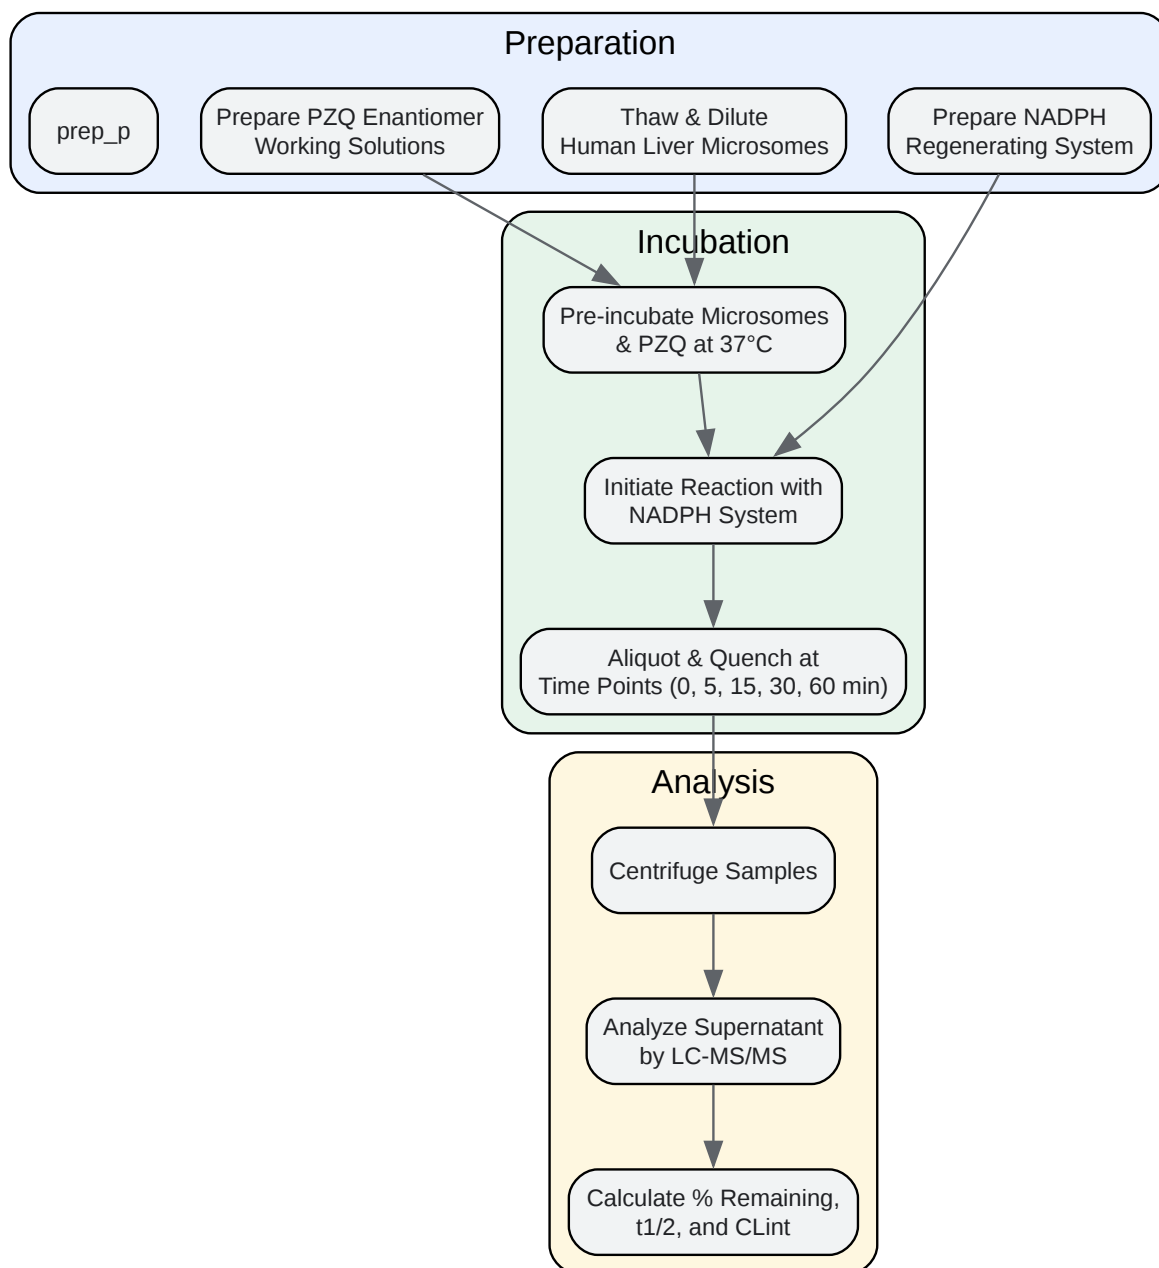 Preparation
prep_p
Prepare PZQ Enantiomer
Working Solutions
Thaw & Dilute
Human Liver Microsomes
Prepare NADPH
Regenerating System
Incubation
Pre-incubate Microsomes
& PZQ at 37°C
Initiate Reaction with
NADPH System
Aliquot & Quench at
Time Points (0, 5, 15, 30, 60 min)
Analysis
Centrifuge Samples
Analyze Supernatant
by LC-MS/MS
Calculate % Remaining,
t1/2, and CLint